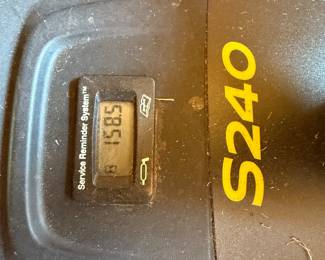 Service Reminder System™
158.5
S240